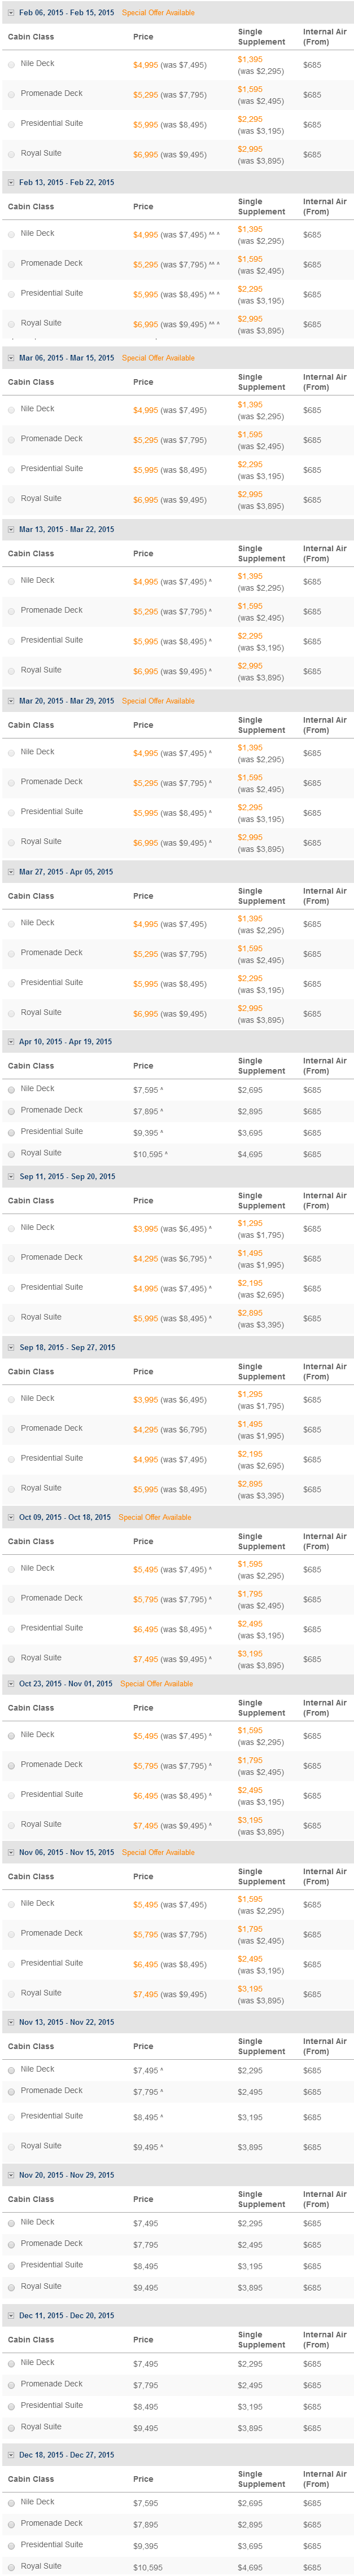 Feb 06, 2015 - Feb 15, 2015 Special Offer Available
Cabin Class Price Single Supplement Internal Air (From)
Nile Deck $4,995 (was $7,495) $1,395 (was $2,295) $685
Promenade Deck $5,295 (was $7,795) $1,595 (was $2,495) $685
Presidential Suite $5,995 (was $8,495) $2,295 (was $3,195) $685
Royal Suite $6,995 (was $9,495) $2,995 (was $3,895) $685
Feb 13, 2015 - Feb 22, 2015
Cabin Class Price Single Supplement Internal Air (From)
Nile Deck $4,995 (was $7,495) ^^ ^ $1,395 (was $2,295) $685
Promenade Deck $5,295 (was $7,795) ^^ ^ $1,595 (was $2,495) $685
Presidential Suite $5,995 (was $8,495) ^^ ^ $2,295 (was $3,195) $685
Royal Suite $6,995 (was $9,495) ^^ ^ $2,995 (was $3,895) $685
Mar 06, 2015 - Mar 15, 2015 Special Offer Available
Cabin Class Price Single Supplement Internal Air (From)
Nile Deck $4,995 (was $7,495) $1,395 (was $2,295) $685
Promenade Deck $5,295 (was $7,795) $1,595 (was $2,495) $685
Presidential Suite $5,995 (was $8,495) $2,295 (was $3,195) $685
Royal Suite $6,995 (was $9,495) $2,995 (was $3,895) $685
Mar 13, 2015 - Mar 22, 2015
Cabin Class Price Single Supplement Internal Air (From)
Nile Deck $4,995 (was $7,495) ^ $1,395 (was $2,295) $685
Promenade Deck $5,295 (was $7,795) ^ $1,595 (was $2,495) $685
Presidential Suite $5,995 (was $8,495) ^ $2,295 (was $3,195) $685
Royal Suite $6,995 (was $9,495) ^ $2,995 (was $3,895) $685
Mar 20, 2015 - Mar 29, 2015 Special Offer Available
Cabin Class Price Single Supplement Internal Air (From)
Nile Deck $4,995 (was $7,495) ^ $1,395 (was $2,295) $685
Promenade Deck $5,295 (was $7,795) ^ $1,595 (was $2,495) $685
Presidential Suite $5,995 (was $8,495) ^ $2,295 (was $3,195) $685
Royal Suite $6,995 (was $9,495) ^ $2,995 (was $3,895) $685
Mar 27, 2015 - Apr 05, 2015
Cabin Class Price Single Supplement Internal Air (From)
Nile Deck $4,995 (was $7,495) $1,395 (was $2,295) $685
Promenade Deck $5,295 (was $7,795) $1,595 (was $2,495) $685
Presidential Suite $5,995 (was $8,495) $2,295 (was $3,195) $685
Royal Suite $6,995 (was $9,495) $2,995 (was $3,895) $685
Apr 10, 2015 - Apr 19, 2015
Cabin Class Price Single Supplement Internal Air (From)
Nile Deck $7,595 ^ $2,695 $685
Promenade Deck $7,895 ^ $2,895 $685
Presidential Suite $9,395 ^ $3,695 $685
Royal Suite $10,595 ^ $4,695 $685
Sep 11, 2015 - Sep 20, 2015
Cabin Class Price Single Supplement Internal Air (From)
Nile Deck $3,995 (was $6,495) ^ $1,295 (was $1,795) $685
Promenade Deck $4,295 (was $6,795) ^ $1,495 (was $1,995) $685
Presidential Suite $4,995 (was $7,495) ^ $2,195 (was $2,695) $685
Royal Suite $5,995 (was $8,495) ^ $2,895 (was $3,395) $685
Sep 18, 2015 - Sep 27, 2015
Cabin Class Price Single Supplement Internal Air (From)
Nile Deck $3,995 (was $6,495) $1,295 (was $1,795) $685
Promenade Deck $4,295 (was $6,795) $1,495 (was $1,995) $685
Presidential Suite $4,995 (was $7,495) $2,195 (was $2,695) $685
Royal Suite $5,995 (was $8,495) $2,895 (was $3,395) $685
Oct 09, 2015 - Oct 18, 2015 Special Offer Available
Cabin Class Price Single Supplement Internal Air (From)
Nile Deck $5,495 (was $7,495) ^ $1,595 (was $2,295) $685
Promenade Deck $5,795 (was $7,795) ^ $1,795 (was $2,495) $685
Presidential Suite $6,495 (was $8,495) ^ $2,495 (was $3,195) $685
Royal Suite $7,495 (was $9,495) ^ $3,195 (was $3,895) $685
Oct 23, 2015 - Nov 01, 2015 Special Offer Available
Cabin Class Price Single Supplement Internal Air (From)
Nile Deck $5,495 (was $7,495) ^ $1,595 (was $2,295) $685
Promenade Deck $5,795 (was $7,795) ^ $1,795 (was $2,495) $685
Presidential Suite $6,495 (was $8,495) ^ $2,495 (was $3,195) $685
Royal Suite $7,495 (was $9,495) ^ $3,195 (was $3,895) $685
Nov 06, 2015 - Nov 15, 2015 Special Offer Available
Cabin Class Price Single Supplement Internal Air (From)
Nile Deck $5,495 (was $7,495) $1,595 (was $2,295) $685
Promenade Deck $5,795 (was $7,795) $1,795 (was $2,495) $685
Presidential Suite $6,495 (was $8,495) $2,495 (was $3,195) $685
Royal Suite $7,495 (was $9,495) $3,195 (was $3,895) $685
Nov 13, 2015 - Nov 22, 2015
Cabin Class Price Single Supplement Internal Air (From)
Nile Deck $7,495 ^ $2,295 $685
Promenade Deck $7,795 ^ $2,495 $685
Presidential Suite $8,495 ^ $3,195 $685
Royal Suite $9,495 ^ $3,895 $685
Nov 20, 2015 - Nov 29, 2015
Cabin Class Price Single Supplement Internal Air (From)
Nile Deck $7,495 $2,295 $685
Promenade Deck $7,795 $2,495 $685
Presidential Suite $8,495 $3,195 $685
Royal Suite $9,495 $3,895 $685
Dec 11, 2015 - Dec 20, 2015
Cabin Class Price Single Supplement Internal Air (From)
Nile Deck $7,495 $2,295 $685
Promenade Deck $7,795 $2,495 $685
Presidential Suite $8,495 $3,195 $685
Royal Suite $9,495 $3,895 $685
Dec 18, 2015 - Dec 27, 2015
Cabin Class Price Single Supplement Internal Air (From)
Nile Deck $7,595 $2,695 $685
Promenade Deck $7,895 $2,895 $685
Presidential Suite $9,395 $3,695 $685
Royal Suite $10,595 $4,695 $685